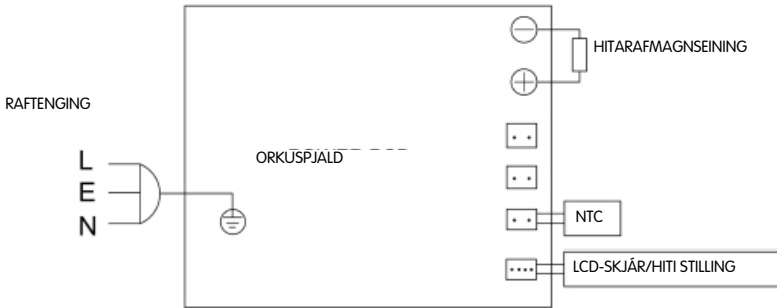 HITARAFMAGNSEINING
RAFTENGING
ORKUSPJALD
L
E
N
NTC
LCD-SKJÁR/HITI STILLING